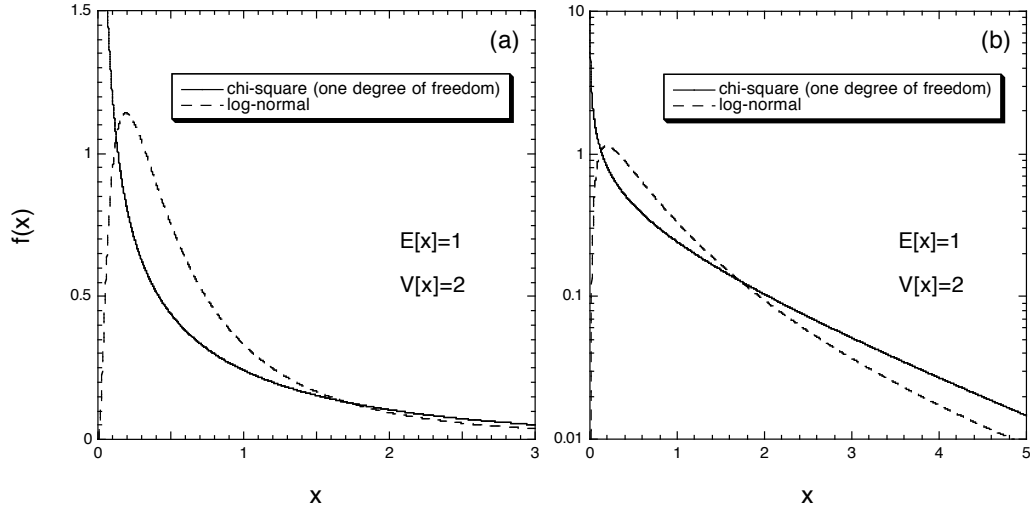 1.5
(a)
chi-square (one degree of freedom)
log-normal
1
f(x)
E[x]=1
V[x]=2
0.5
0
0 1 2 3
x
10
(b)
chi-square (one degree of freedom)
log-normal
1
E[x]=1
0.1
V[x]=2
0.01
0 1 2 3 4 5
x